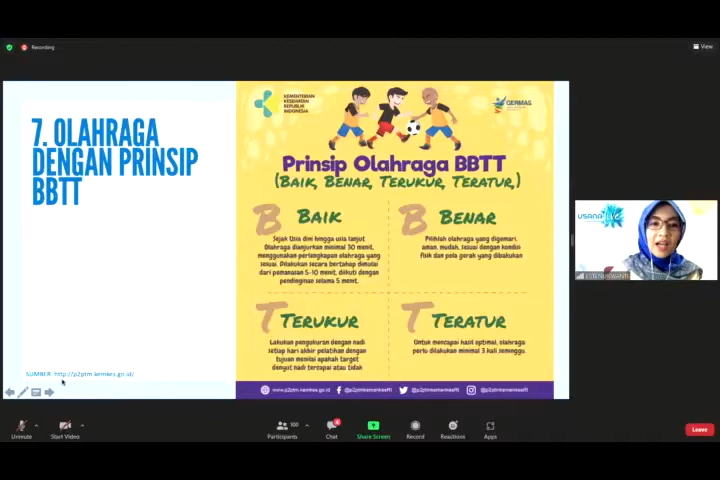 Recording
View
7. OLAHRAGA
DENGAN PRINSIP
BBTT
SUMBER: http://p2ptm.kemkes.go.id/
KEMENTERIAN
KESEHATAN
REPUBLIK
INDONESIA
GERMAS
Prinsip Olahraga BBTT
(BAIK, BENAR, TERUKUR, TERATUR,)
B BAIK
Sejak Usia dini hingga usia lanjut
Olahraga dianjurkan minimal 30 menit,
menggunakan perlengkapan olahraga yang
sesuai. Dilakukan secara bertahap dimulai
dari pemanasan 5-10 menit, diikuti dengan
pendinginan selama 5 menit.
B BENAR
Pilihlah olahraga yang digemari,
aman, mudah, sesuai dengan kondisi
fisik dan pola gerak yang dibakukan
T TERUKUR
Lakukan pengukuran dengan nadi
setiap hari akhir pelatihan dengan
tujuan menilai apakah target
denyut nadi tercapai atau tidak
T TERATUR
Untuk mencapai hasil optimal, olahraga
perlu dilakukan minimal 3 kali seminggu.
www.p2ptm.kemkes.go.id
@p2ptmkemenkesRI
@p2ptmkemenkesRI
@p2ptmkemenkesRI
USANA LIVE
Unmute
Start Video
100
Participants
Chat
Share Screen
Record
Reactions
Apps
Leave